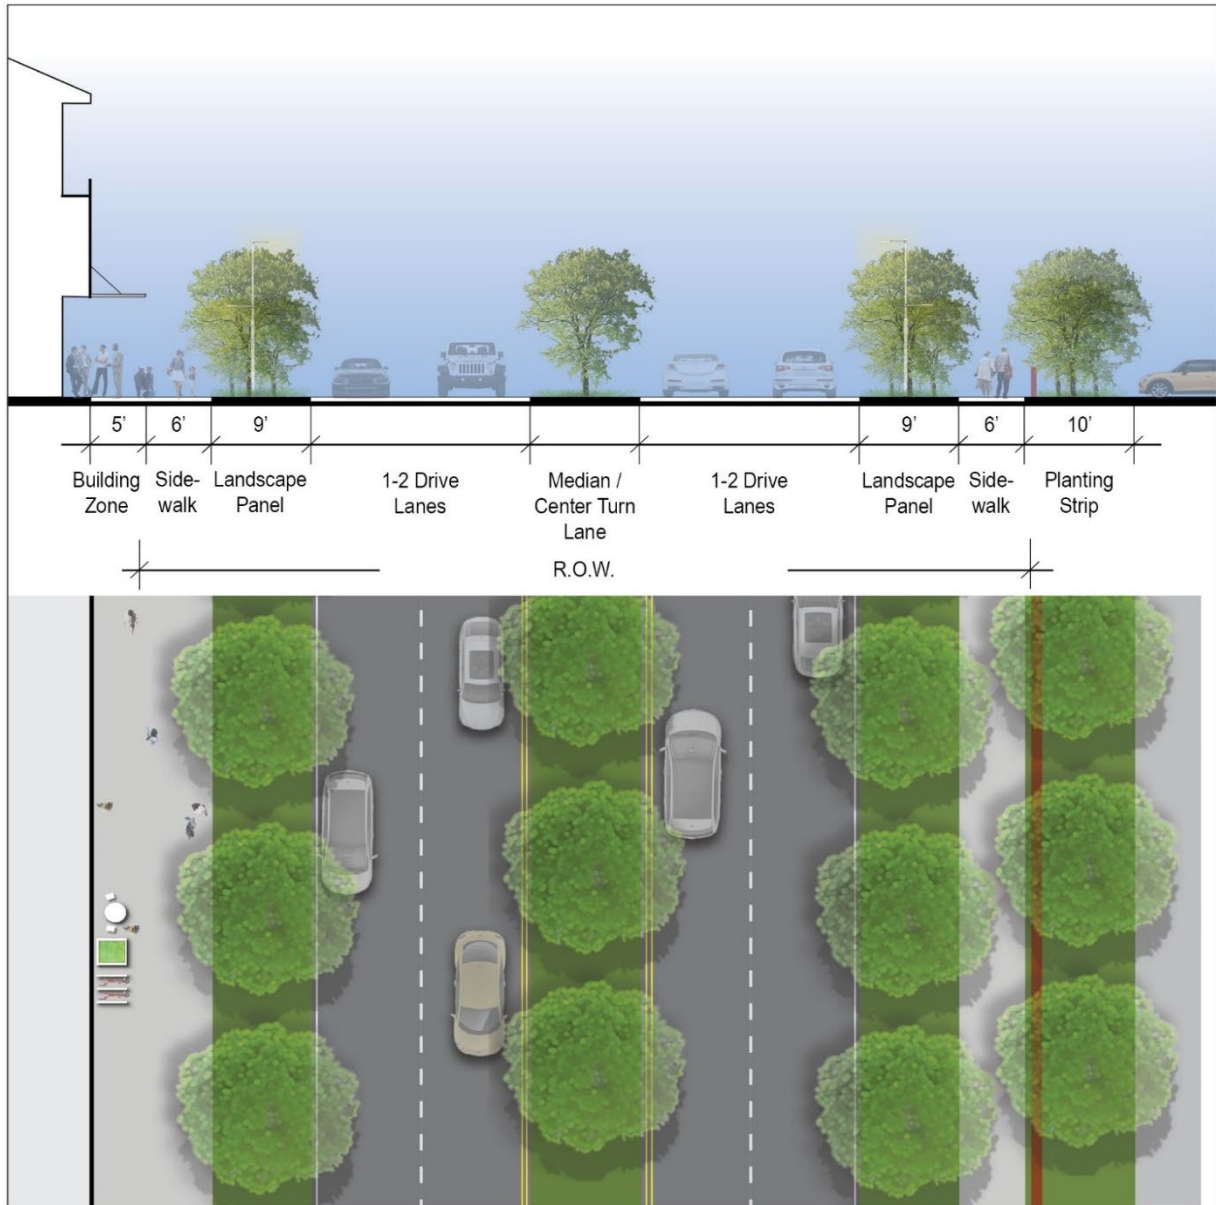 5' 6' 9' 9' 6' 10'
Building Side- Landscape 1-2 Drive Median / 1-2 Drive Landscape Side- Planting
Zone walk Panel Lanes Center Turn Lanes Panel walk Strip
Lane
R.O.W.